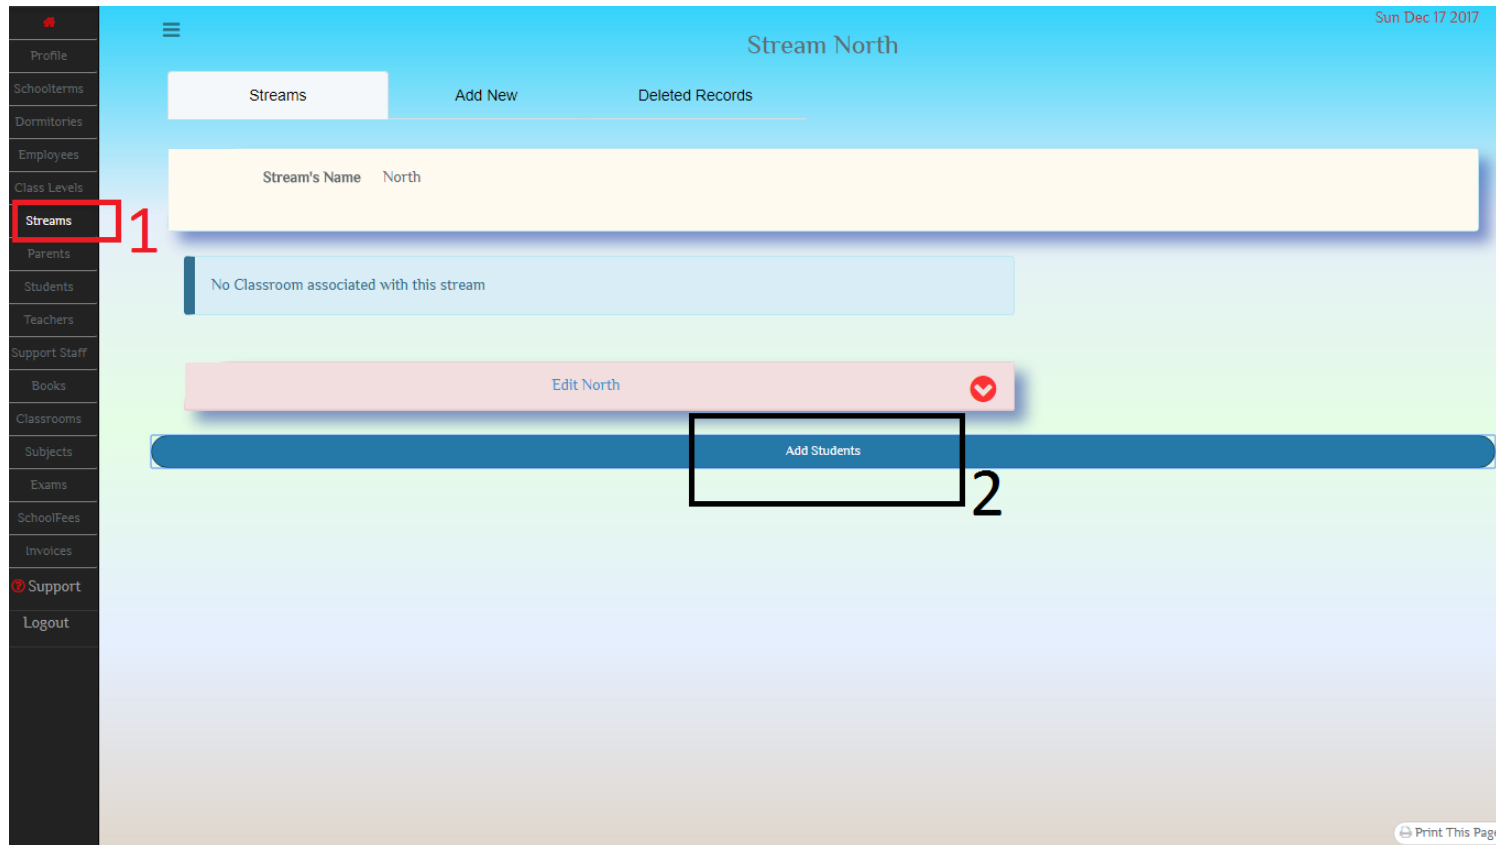 Sun Dec 17 2017
Stream North
Profile
Schoolterms
Dormitories
Employees
Class Levels
Streams
1
Parents
Students
Teachers
Support Staff
Books
Classrooms
Subjects
Exams
SchoolFees
Invoices
Support
Logout
Streams Add New Deleted Records
Stream's Name North
No Classroom associated with this stream
Edit North
Add Students
2
Print This Page